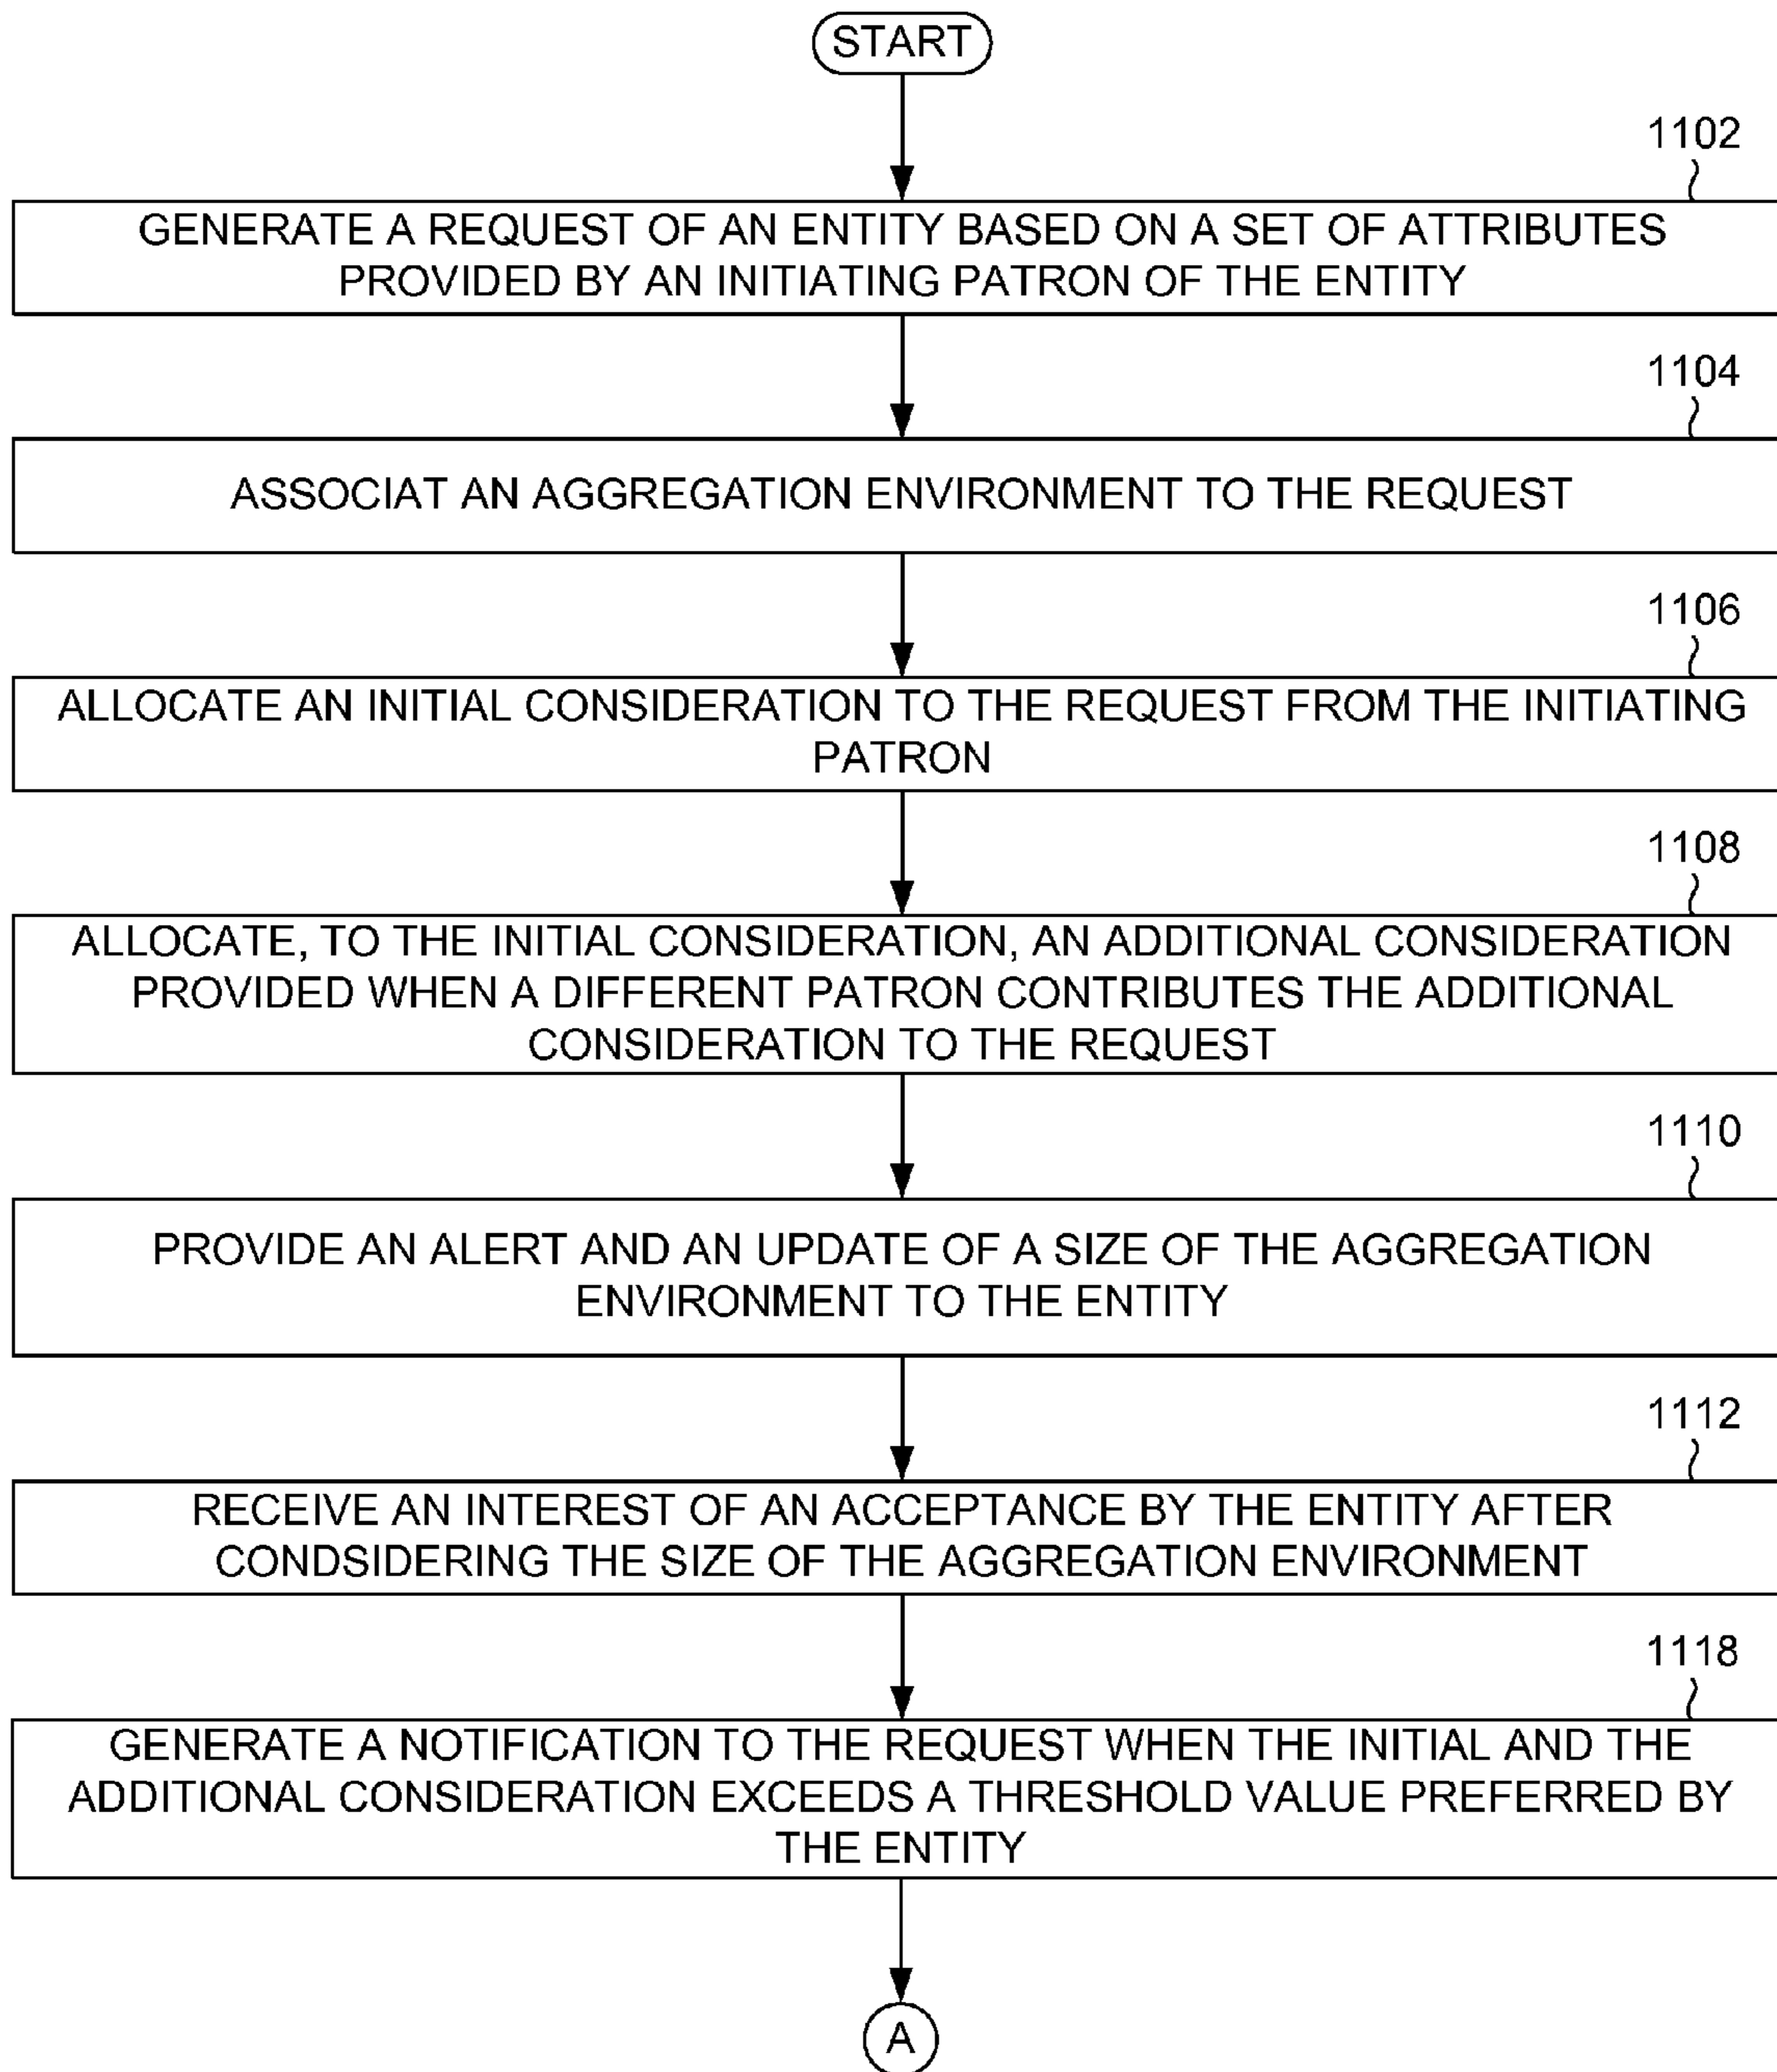 START
1102
GENERATE A REQUEST OF AN ENTITY BASED ON A SET OF ATTRIBUTES
PROVIDED BY AN INITIATING PATRON OF THE ENTITY
1104
ASSOCIAT AN AGGREGATION ENVIRONMENT TO THE REQUEST
1106
ALLOCATE AN INITIAL CONSIDERATION TO THE REQUEST FROM THE INITIATING
PATRON
1108
ALLOCATE, TO THE INITIAL CONSIDERATION, AN ADDITIONAL CONSIDERATION
PROVIDED WHEN A DIFFERENT PATRON CONTRIBUTES THE ADDITIONAL
CONSIDERATION TO THE REQUEST
1110
PROVIDE AN ALERT AND AN UPDATE OF A SIZE OF THE AGGREGATION
ENVIRONMENT TO THE ENTITY
1112
RECEIVE AN INTEREST OF AN ACCEPTANCE BY THE ENTITY AFTER
CONDSIDERING THE SIZE OF THE AGGREGATION ENVIRONMENT
1118
GENERATE A NOTIFICATION TO THE REQUEST WHEN THE INITIAL AND THE
ADDITIONAL CONSIDERATION EXCEEDS A THRESHOLD VALUE PREFERRED BY
THE ENTITY
A